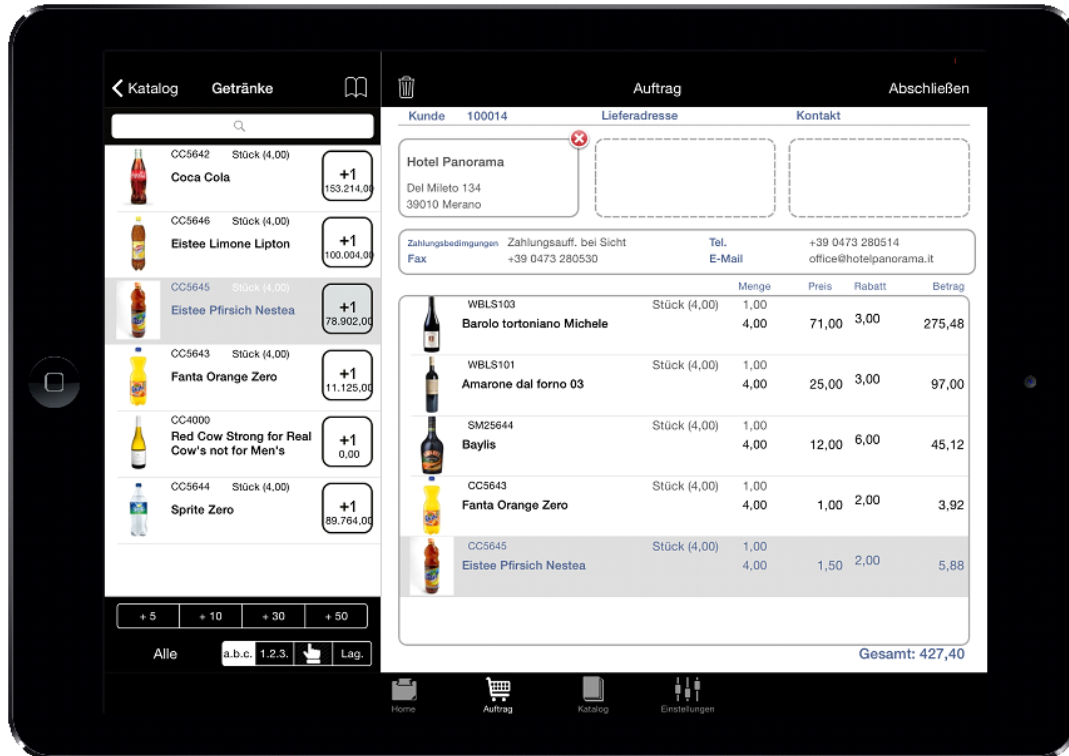 Katalog
Getränke
CC5642 Stück (4,00)
Coca Cola
+1
153.214,00
CC5646 Stück (4,00)
Eistee Limone Lipton
+1
100.004,00
CC5645 Stück (4,00)
Eistee Pfirsich Nestea
+1
78.902,00
CC5643 Stück (4,00)
Fanta Orange Zero
+1
11.125,00
CC4000
Red Cow Strong for Real
Cow's not for Men's
+1
0,00
CC5644 Stück (4,00)
Sprite Zero
+1
89.764,00
+ 5 + 10 + 30 + 50
Alle a.b.c. 1.2.3. Lag.
Auftrag Abschließen
Kunde 100014 Lieferadresse Kontakt
Hotel Panorama
Del Mileto 134
39010 Merano
Zahlungsbedimgungen Zahlungsauff. bei Sicht Tel. +39 0473 280514
Fax +39 0473 280530 E-Mail office@hotelpanorama.it
Menge Preis Rabatt Betrag
WBLS103 Stück (4,00) 1,00
Barolo tortoniano Michele 4,00 71,00 3,00 275,48
WBLS101 Stück (4,00) 1,00
Amarone dal forno 03 4,00 25,00 3,00 97,00
SM25644 Stück (4,00) 1,00
Baylis 4,00 12,00 6,00 45,12
CC5643 Stück (4,00) 1,00
Fanta Orange Zero 4,00 1,00 2,00 3,92
CC5645 Stück (4,00) 1,00
Eistee Pfirsich Nestea 4,00 1,50 2,00 5,88
Gesamt: 427,40
Home Auftrag Katalog Einstellungen